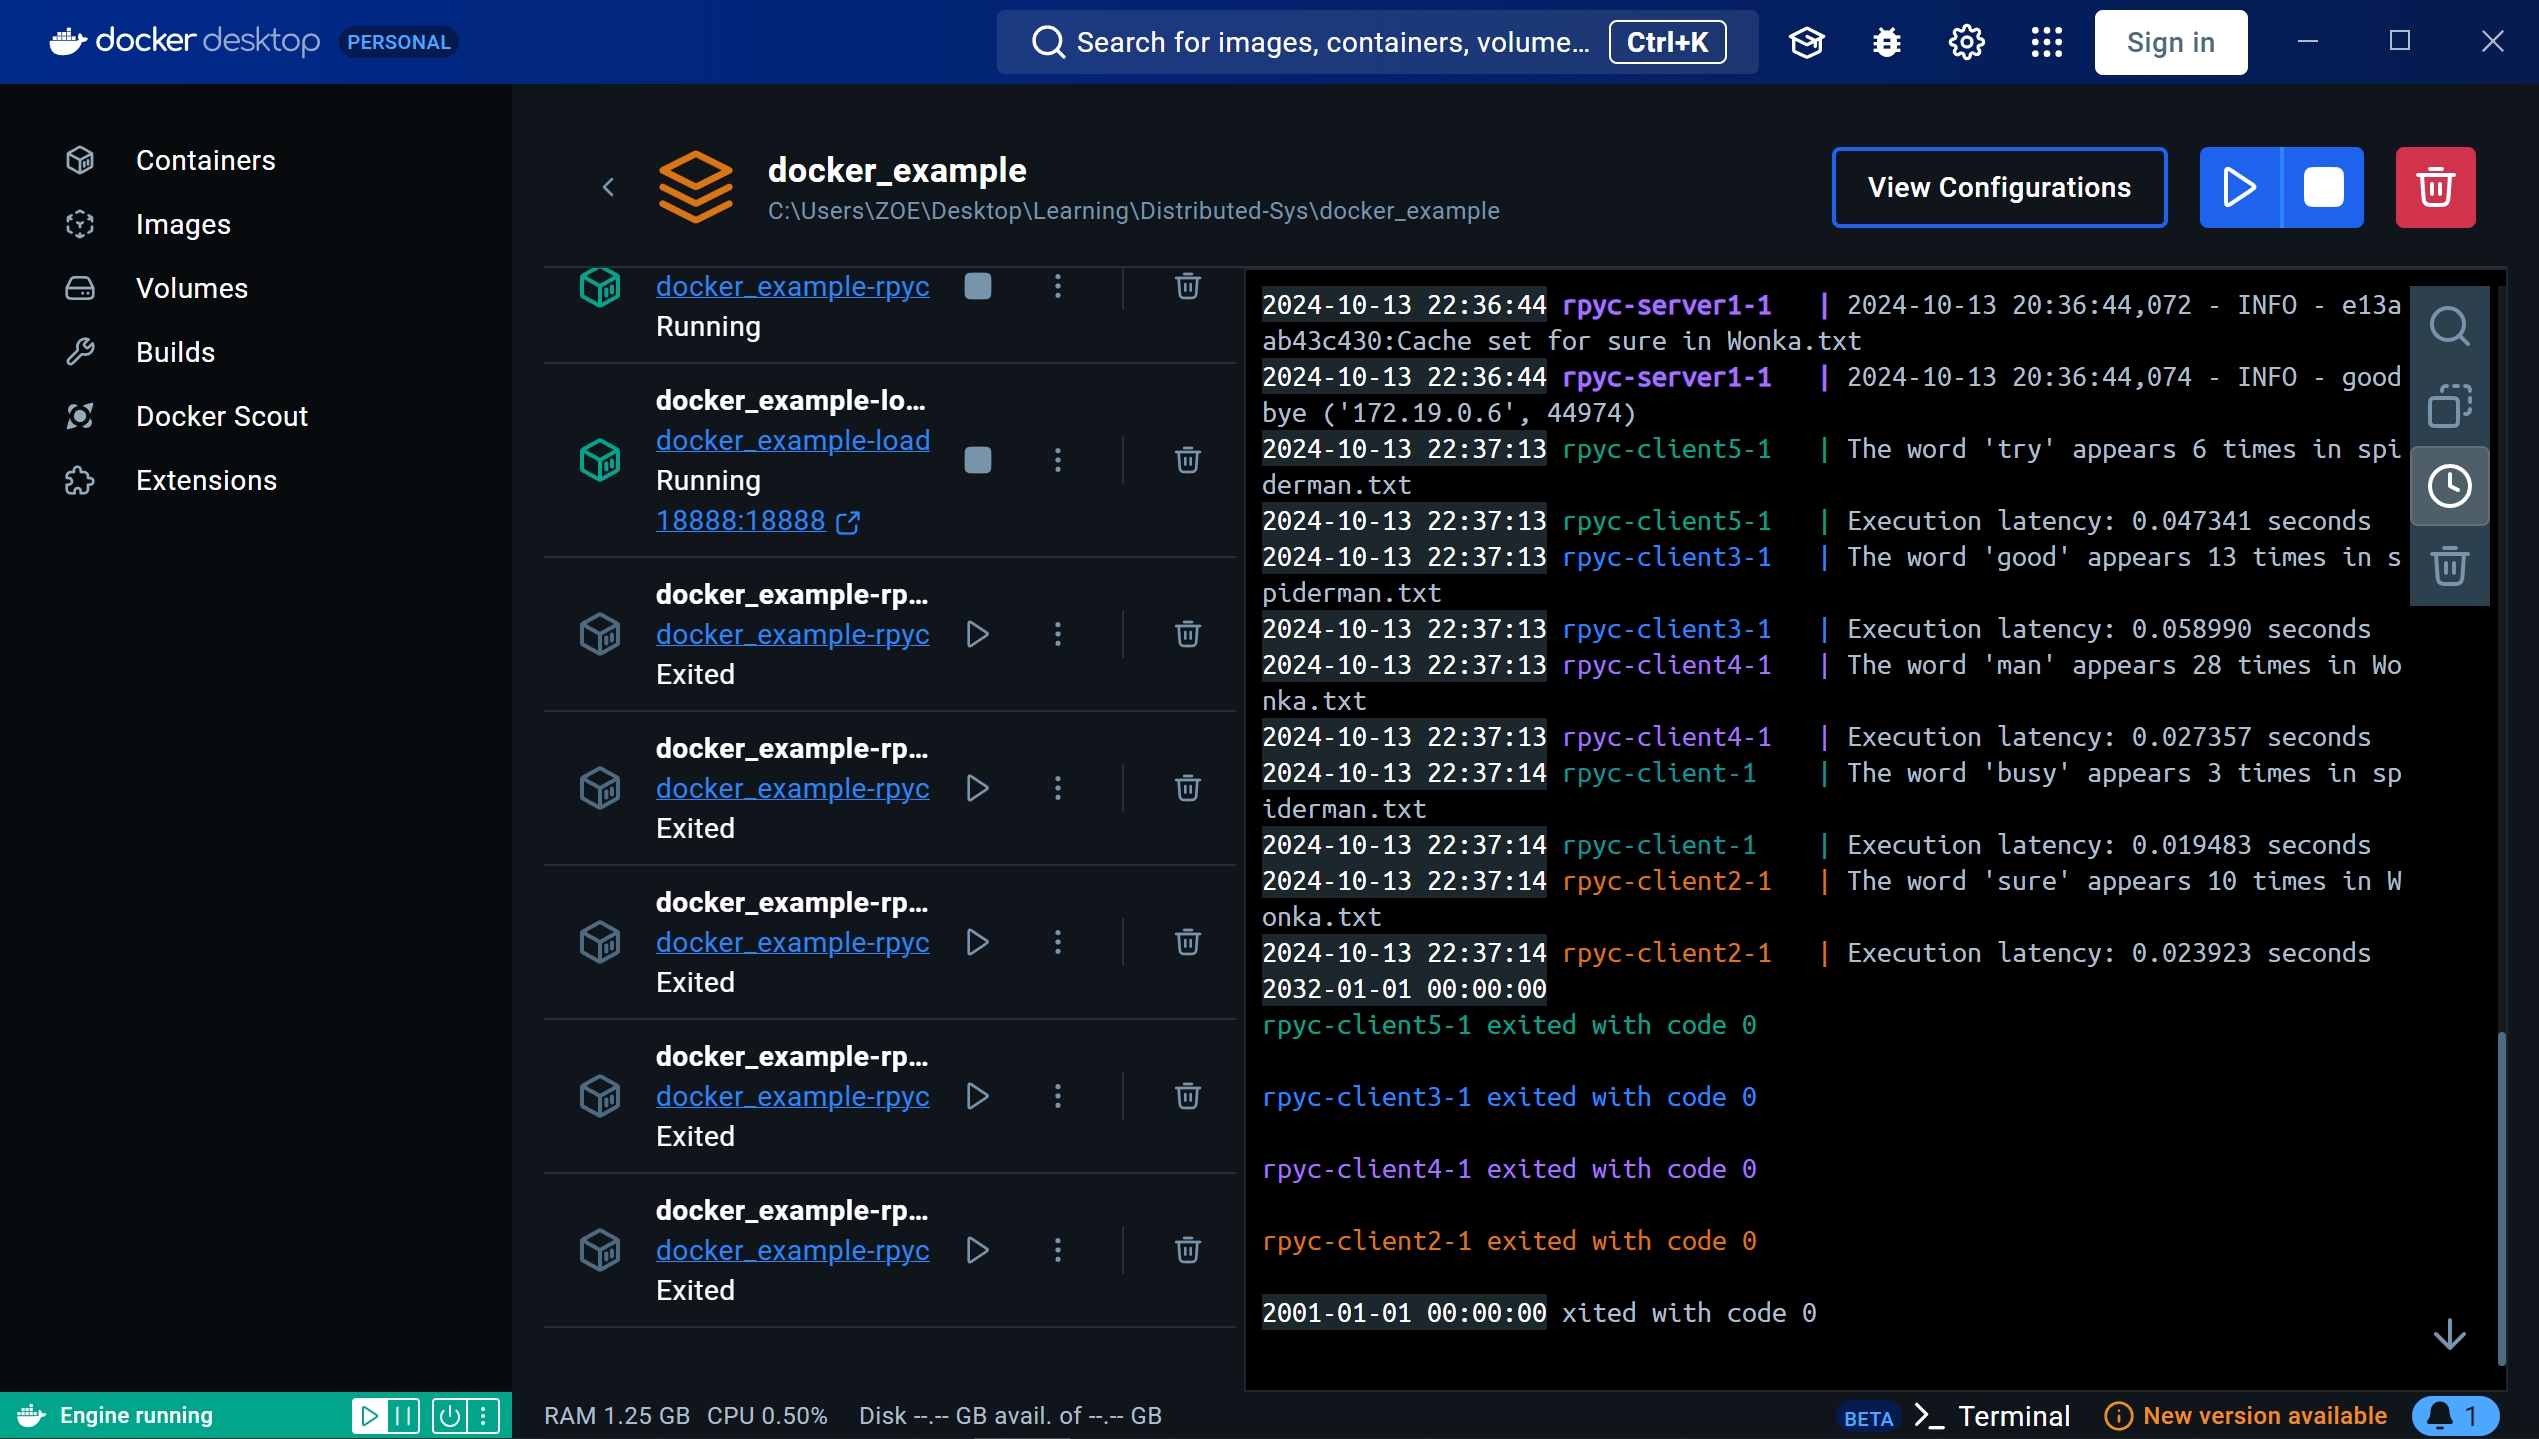 docker desktop PERSONAL
Search for images, containers, volume... Ctrl+K
Sign in
Containers
Images
Volumes
Builds
Docker Scout
Extensions
docker_example
C:\Users\ZOE\Desktop\Learning\Distributed-Sys\docker_example
View Configurations
docker_example-rpyc
Running
docker_example-lo...
docker_example-load
Running
18888:18888
docker_example-rp...
docker_example-rpyc
Exited
docker_example-rp...
docker_example-rpyc
Exited
docker_example-rp...
docker_example-rpyc
Exited
docker_example-rp...
docker_example-rpyc
Exited
docker_example-rp...
docker_example-rpyc
Exited
2024-10-13 22:36:44 rpyc-server1-1 | 2024-10-13 20:36:44,072 - INFO - e13a
ab43c430:Cache set for sure in Wonka.txt
2024-10-13 22:36:44 rpyc-server1-1 | 2024-10-13 20:36:44,074 - INFO - good
bye ('172.19.0.6', 44974)
2024-10-13 22:37:13 rpyc-client5-1 | The word 'try' appears 6 times in spi
derman.txt
2024-10-13 22:37:13 rpyc-client5-1 | Execution latency: 0.047341 seconds
2024-10-13 22:37:13 rpyc-client3-1 | The word 'good' appears 13 times in s
piderman.txt
2024-10-13 22:37:13 rpyc-client3-1 | Execution latency: 0.058990 seconds
2024-10-13 22:37:13 rpyc-client4-1 | The word 'man' appears 28 times in Wo
nka.txt
2024-10-13 22:37:13 rpyc-client4-1 | Execution latency: 0.027357 seconds
2024-10-13 22:37:14 rpyc-client-1 | The word 'busy' appears 3 times in sp
iderman.txt
2024-10-13 22:37:14 rpyc-client-1 | Execution latency: 0.019483 seconds
2024-10-13 22:37:14 rpyc-client2-1 | The word 'sure' appears 10 times in W
onka.txt
2024-10-13 22:37:14 rpyc-client2-1 | Execution latency: 0.023923 seconds
2032-01-01 00:00:00
rpyc-client5-1 exited with code 0
rpyc-client3-1 exited with code 0
rpyc-client4-1 exited with code 0
rpyc-client2-1 exited with code 0
2001-01-01 00:00:00 xited with code 0
Engine running
RAM 1.25 GB CPU 0.50% Disk --.-- GB avail. of --.-- GB
BETA >_ Terminal
New version available
1